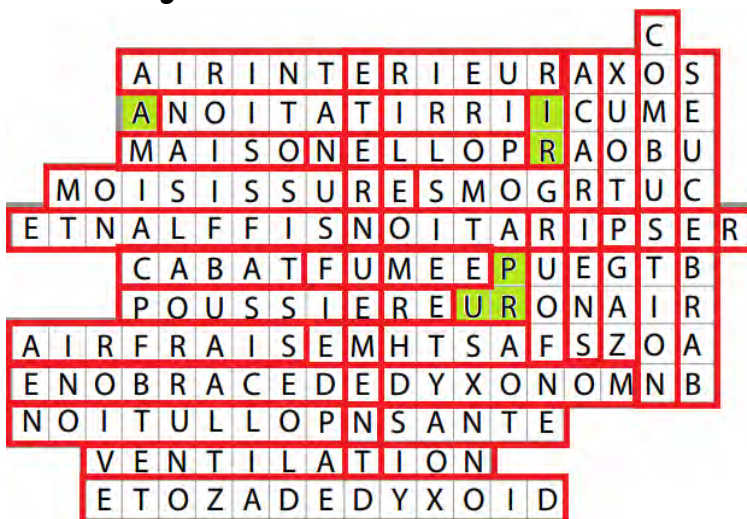 C
A I R I N T E R I E U R A X O S
A N O I T A T I R R I I C U M E
M A I S O N E L L O P R A O B U
M O I S I S S U R E S M O G R T U C
E T N A L F F I S N O I T A R I P S E R
C A B A T F U M E E P U E G T B
P O U S S I E R E U R O N A I R
A I R F R A I S E M H T S A F S Z O A
E N O B R A C E D E D Y X O N O M N B
N O I T U L L O P N S A N T E
V E N T I L A T I O N
E T O Z A D E D Y X O I D